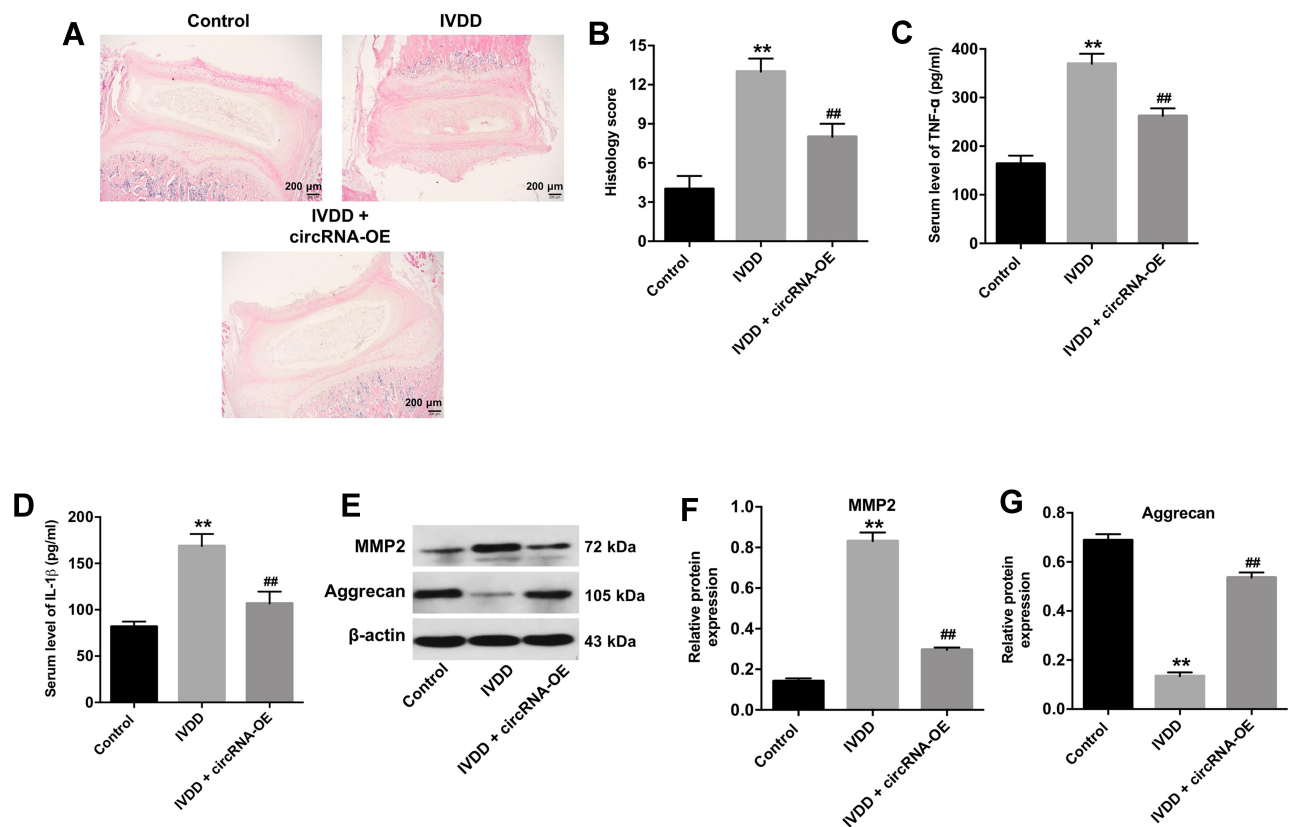 A
Control
IVDD
200 µm
200 µm
IVDD +
circRNA-OE
200 µm
B
Histology score
15
12
9
6
3
0
**
##
Control
IVDD
IVDD + circRNA-OE
C
Serum level of TNF-α (pg/ml)
400
300
200
100
0
**
##
Control
IVDD
IVDD + circRNA-OE
D
Serum level of IL-1β (pg/ml)
200
150
100
50
0
**
##
Control
IVDD
IVDD + circRNA-OE
E
MMP2
72 kDa
Aggrecan
105 kDa
β-actin
43 kDa
Control
IVDD
IVDD + circRNA-OE
F
MMP2
Relative protein
expression
1.0
0.8
0.6
0.4
0.2
0.0
**
##
Control
IVDD
IVDD + circRNA-OE
G
Aggrecan
Relative protein
expression
0.8
0.6
0.4
0.2
0.0
**
##
Control
IVDD
IVDD + circRNA-OE